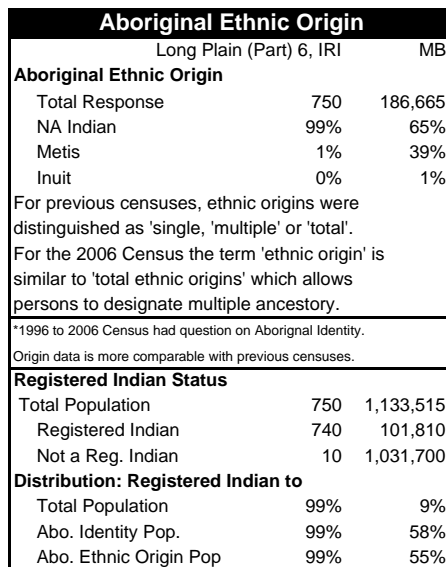 Aboriginal Ethnic Origin
Long Plain (Part) 6, IRI MB
Aboriginal Ethnic Origin
Total Response 750 186,665
NA Indian 99% 65%
Metis 1% 39%
Inuit 0% 1%
For previous censuses, ethnic origins were
distinguished as 'single, 'multiple' or 'total'.
For the 2006 Census the term 'ethnic origin' is
similar to 'total ethnic origins' which allows
persons to designate multiple ancestory.
*1996 to 2006 Census had question on Aborignal Identity.
Origin data is more comparable with previous censuses.
Registered Indian Status
Total Population 750 1,133,515
Registered Indian 740 101,810
Not a Reg. Indian 10 1,031,700
Distribution: Registered Indian to
Total Population 99% 9%
Abo. Identity Pop. 99% 58%
Abo. Ethnic Origin Pop 99% 55%